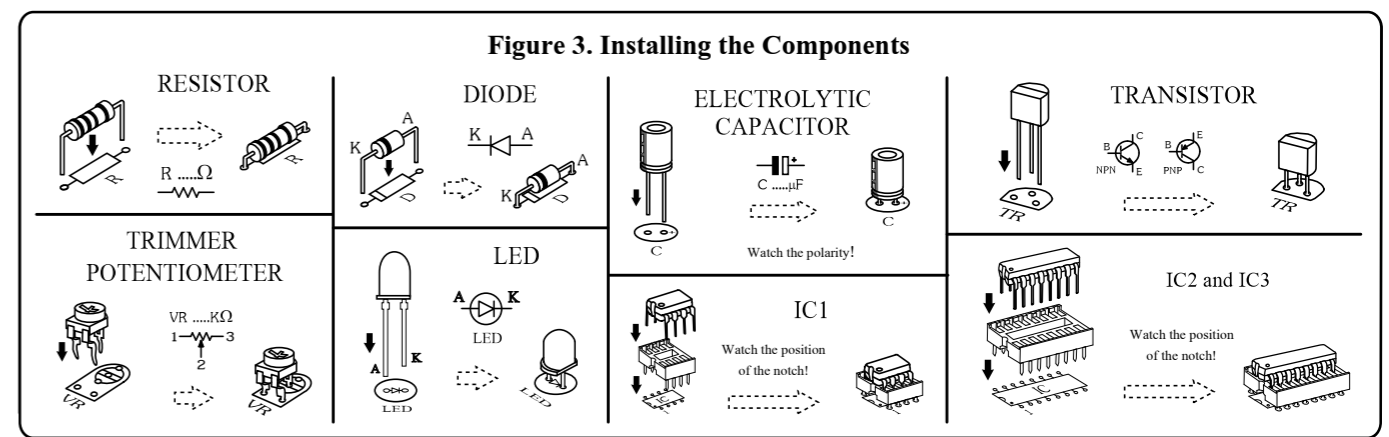 Figure 3. Installing the Components
RESISTOR
R
R .....Ω
R
DIODE
K
A
K
A
D
A
K
D
ELECTROLYTIC
CAPACITOR
+
C .....µF
C
C
Watch the polarity!
TRANSISTOR
B
C
E
NPN
B
E
C
PNP
TR
TR
TRIMMER
POTENTIOMETER
VR .....KΩ
1
3
2
VR
VR
LED
A
K
LED
K
A
LED
LED
IC1
Watch the position
of the notch!
IC
IC2 and IC3
Watch the position
of the notch!
IC